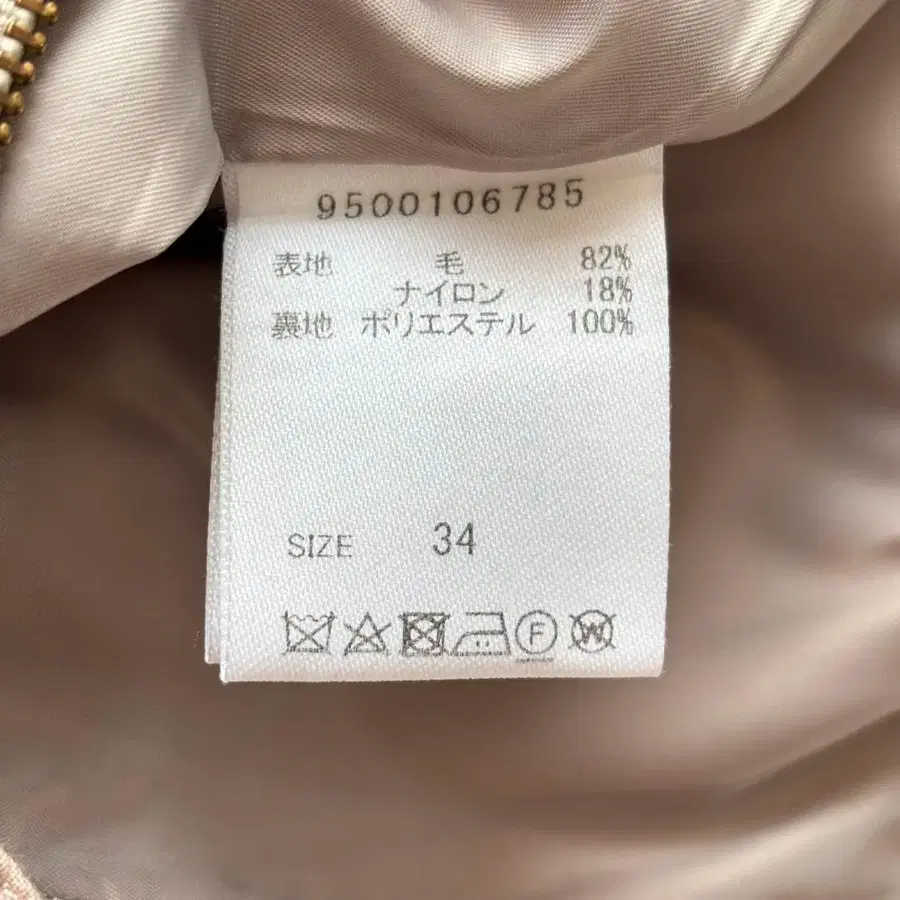 9500106785
表地 毛 82%
ナイロン 18%
裏地 ポリエステル 100%
SIZE 34
F W